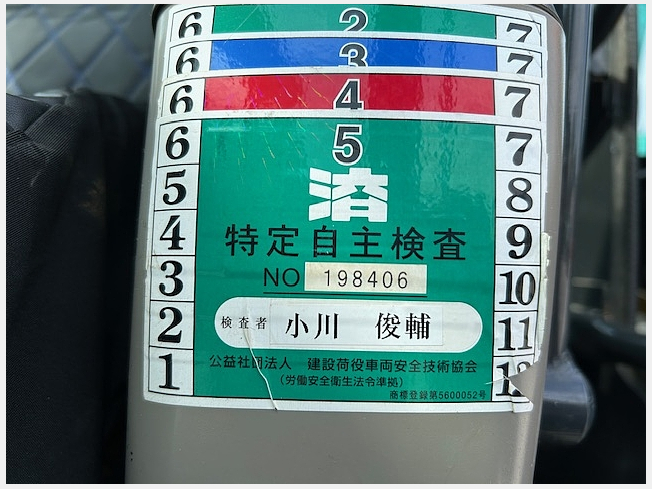 6 2 7
6 3 7
6 4 7
6 5 7
5 済 8
4 特定自主検査 9
3 NO 198406 10
2 検査者 小川 俊輔 11
1 公益社団法人 建設荷役車両安全技術協会 12
(労働安全衛生法令準拠)
商標登録第5600052号